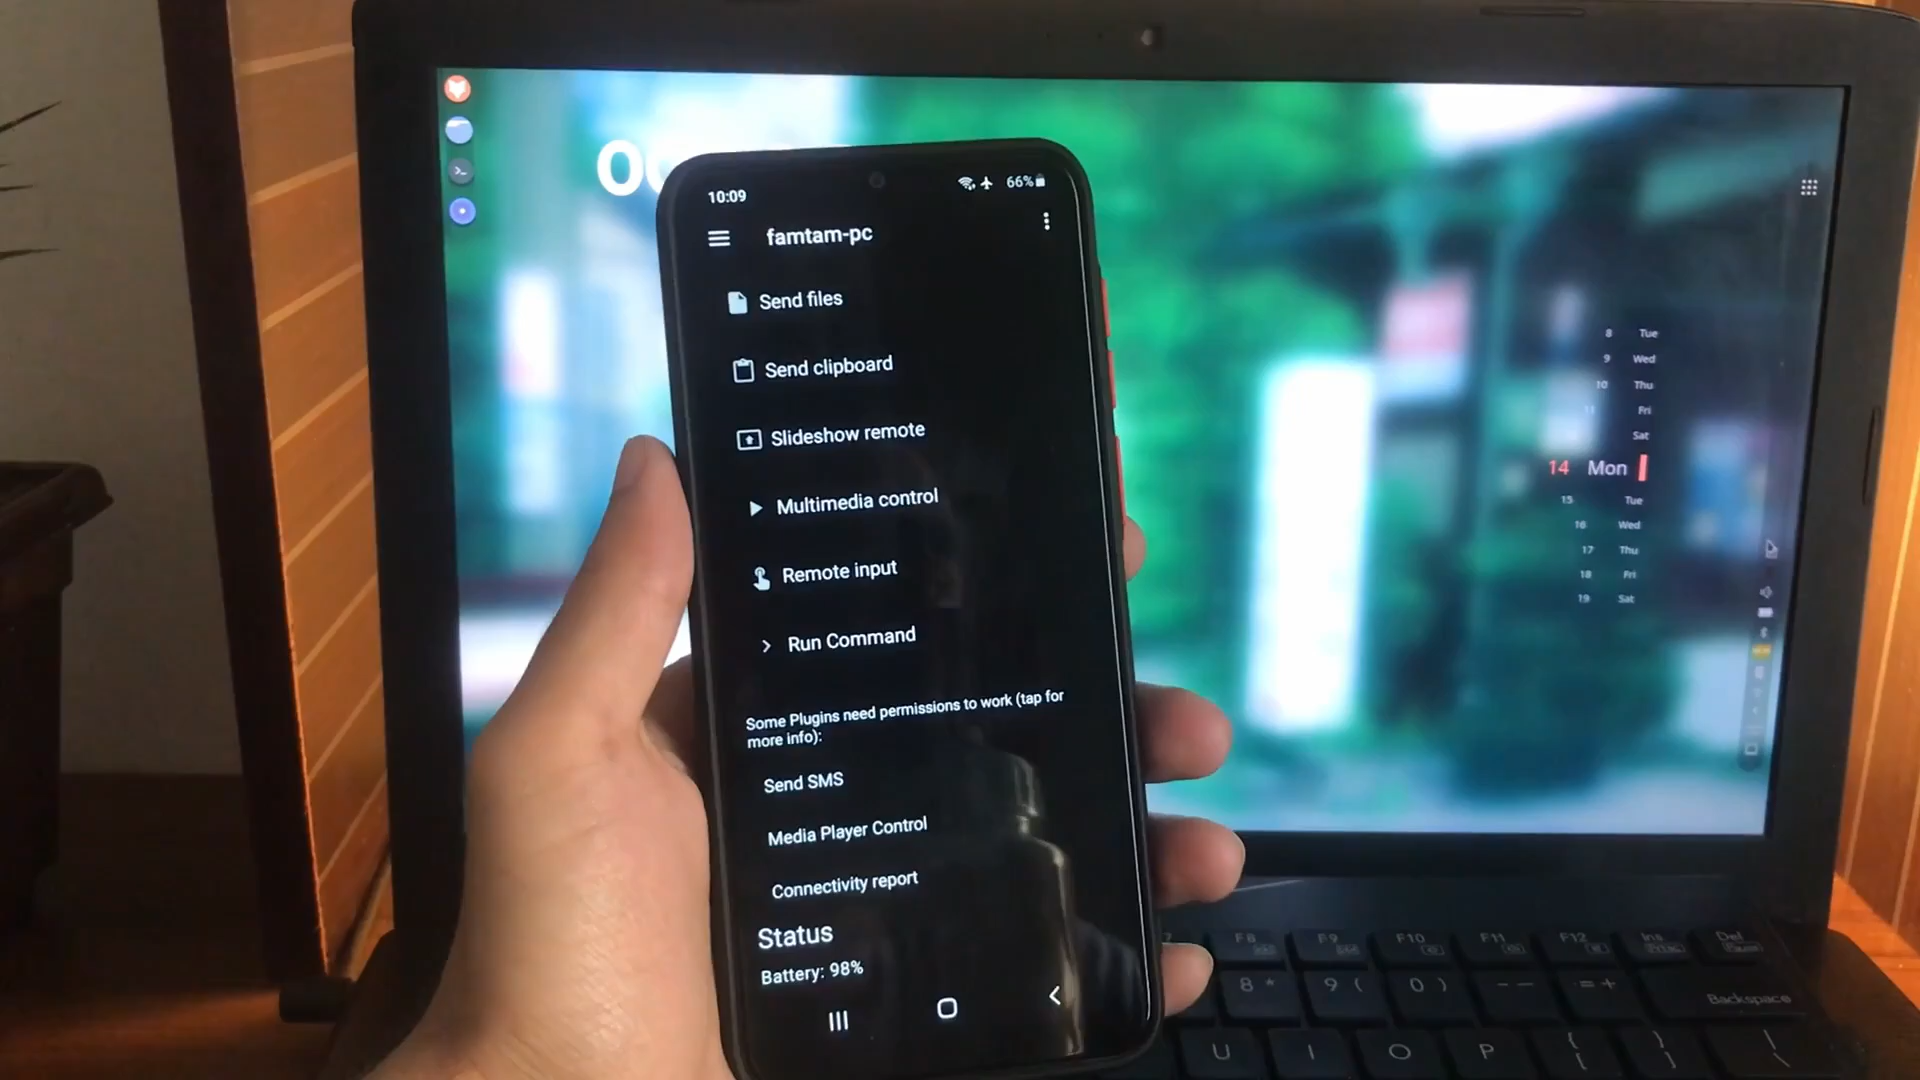 10:09
66%
famtam-pc
Send files
Send clipboard
Slideshow remote
Multimedia control
Remote input
Run Command
Some Plugins need permissions to work (tap for
more info):
Send SMS
Media Player Control
Connectivity report
Status
Battery: 98%
8 Tue
9 Wed
10 Thu
11 Fri
Sat
14 Mon
15 Tue
16 Wed
17 Thu
18 Fri
19 Sat
F8 F9 F10 F11 F12 Ins Del
8 * 9 ( 0 ) - = + Backspace
U I O P { [ } ] | \